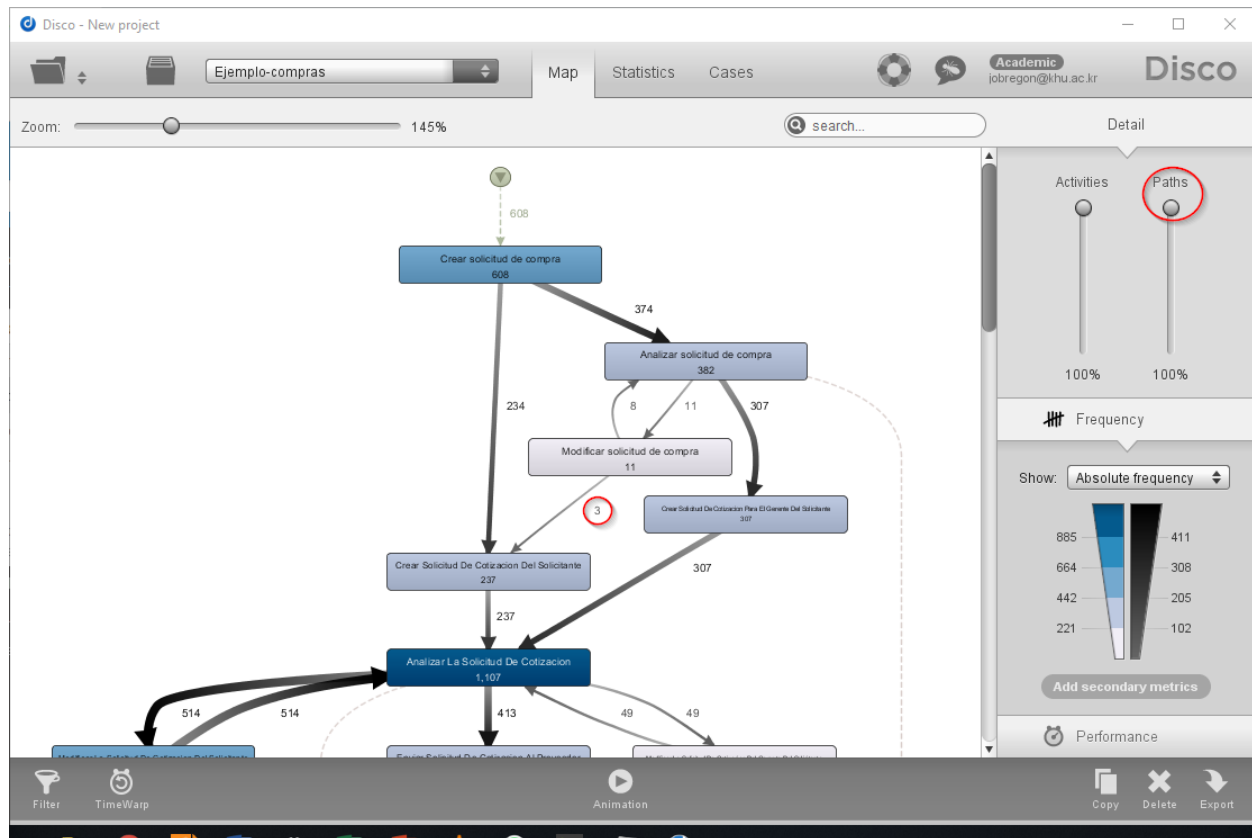 Disco - New project
Ejemplo-compras
Map
Statistics
Cases
Academic
jobregon@khu.ac.kr
Disco
Zoom:
145%
search...
Detail
Activities
Paths
100%
100%
Frequency
Show:
Absolute frequency
885
664
442
221
411
308
205
102
Add secondary metrics
Performance
608
Crear solicitud de compra
608
374
Analizar solicitud de compra
382
234
8
11
307
Modificar solicitud de compra
11
3
Crear Solicitud De Cotizacion Para El Gerente Del Solicitante
307
Crear Solicitud De Cotizacion Del Solicitante
237
307
237
Analizar La Solicitud De Cotizacion
1,107
514
514
413
49
49
Filter
TimeWarp
Animation
Copy
Delete
Export